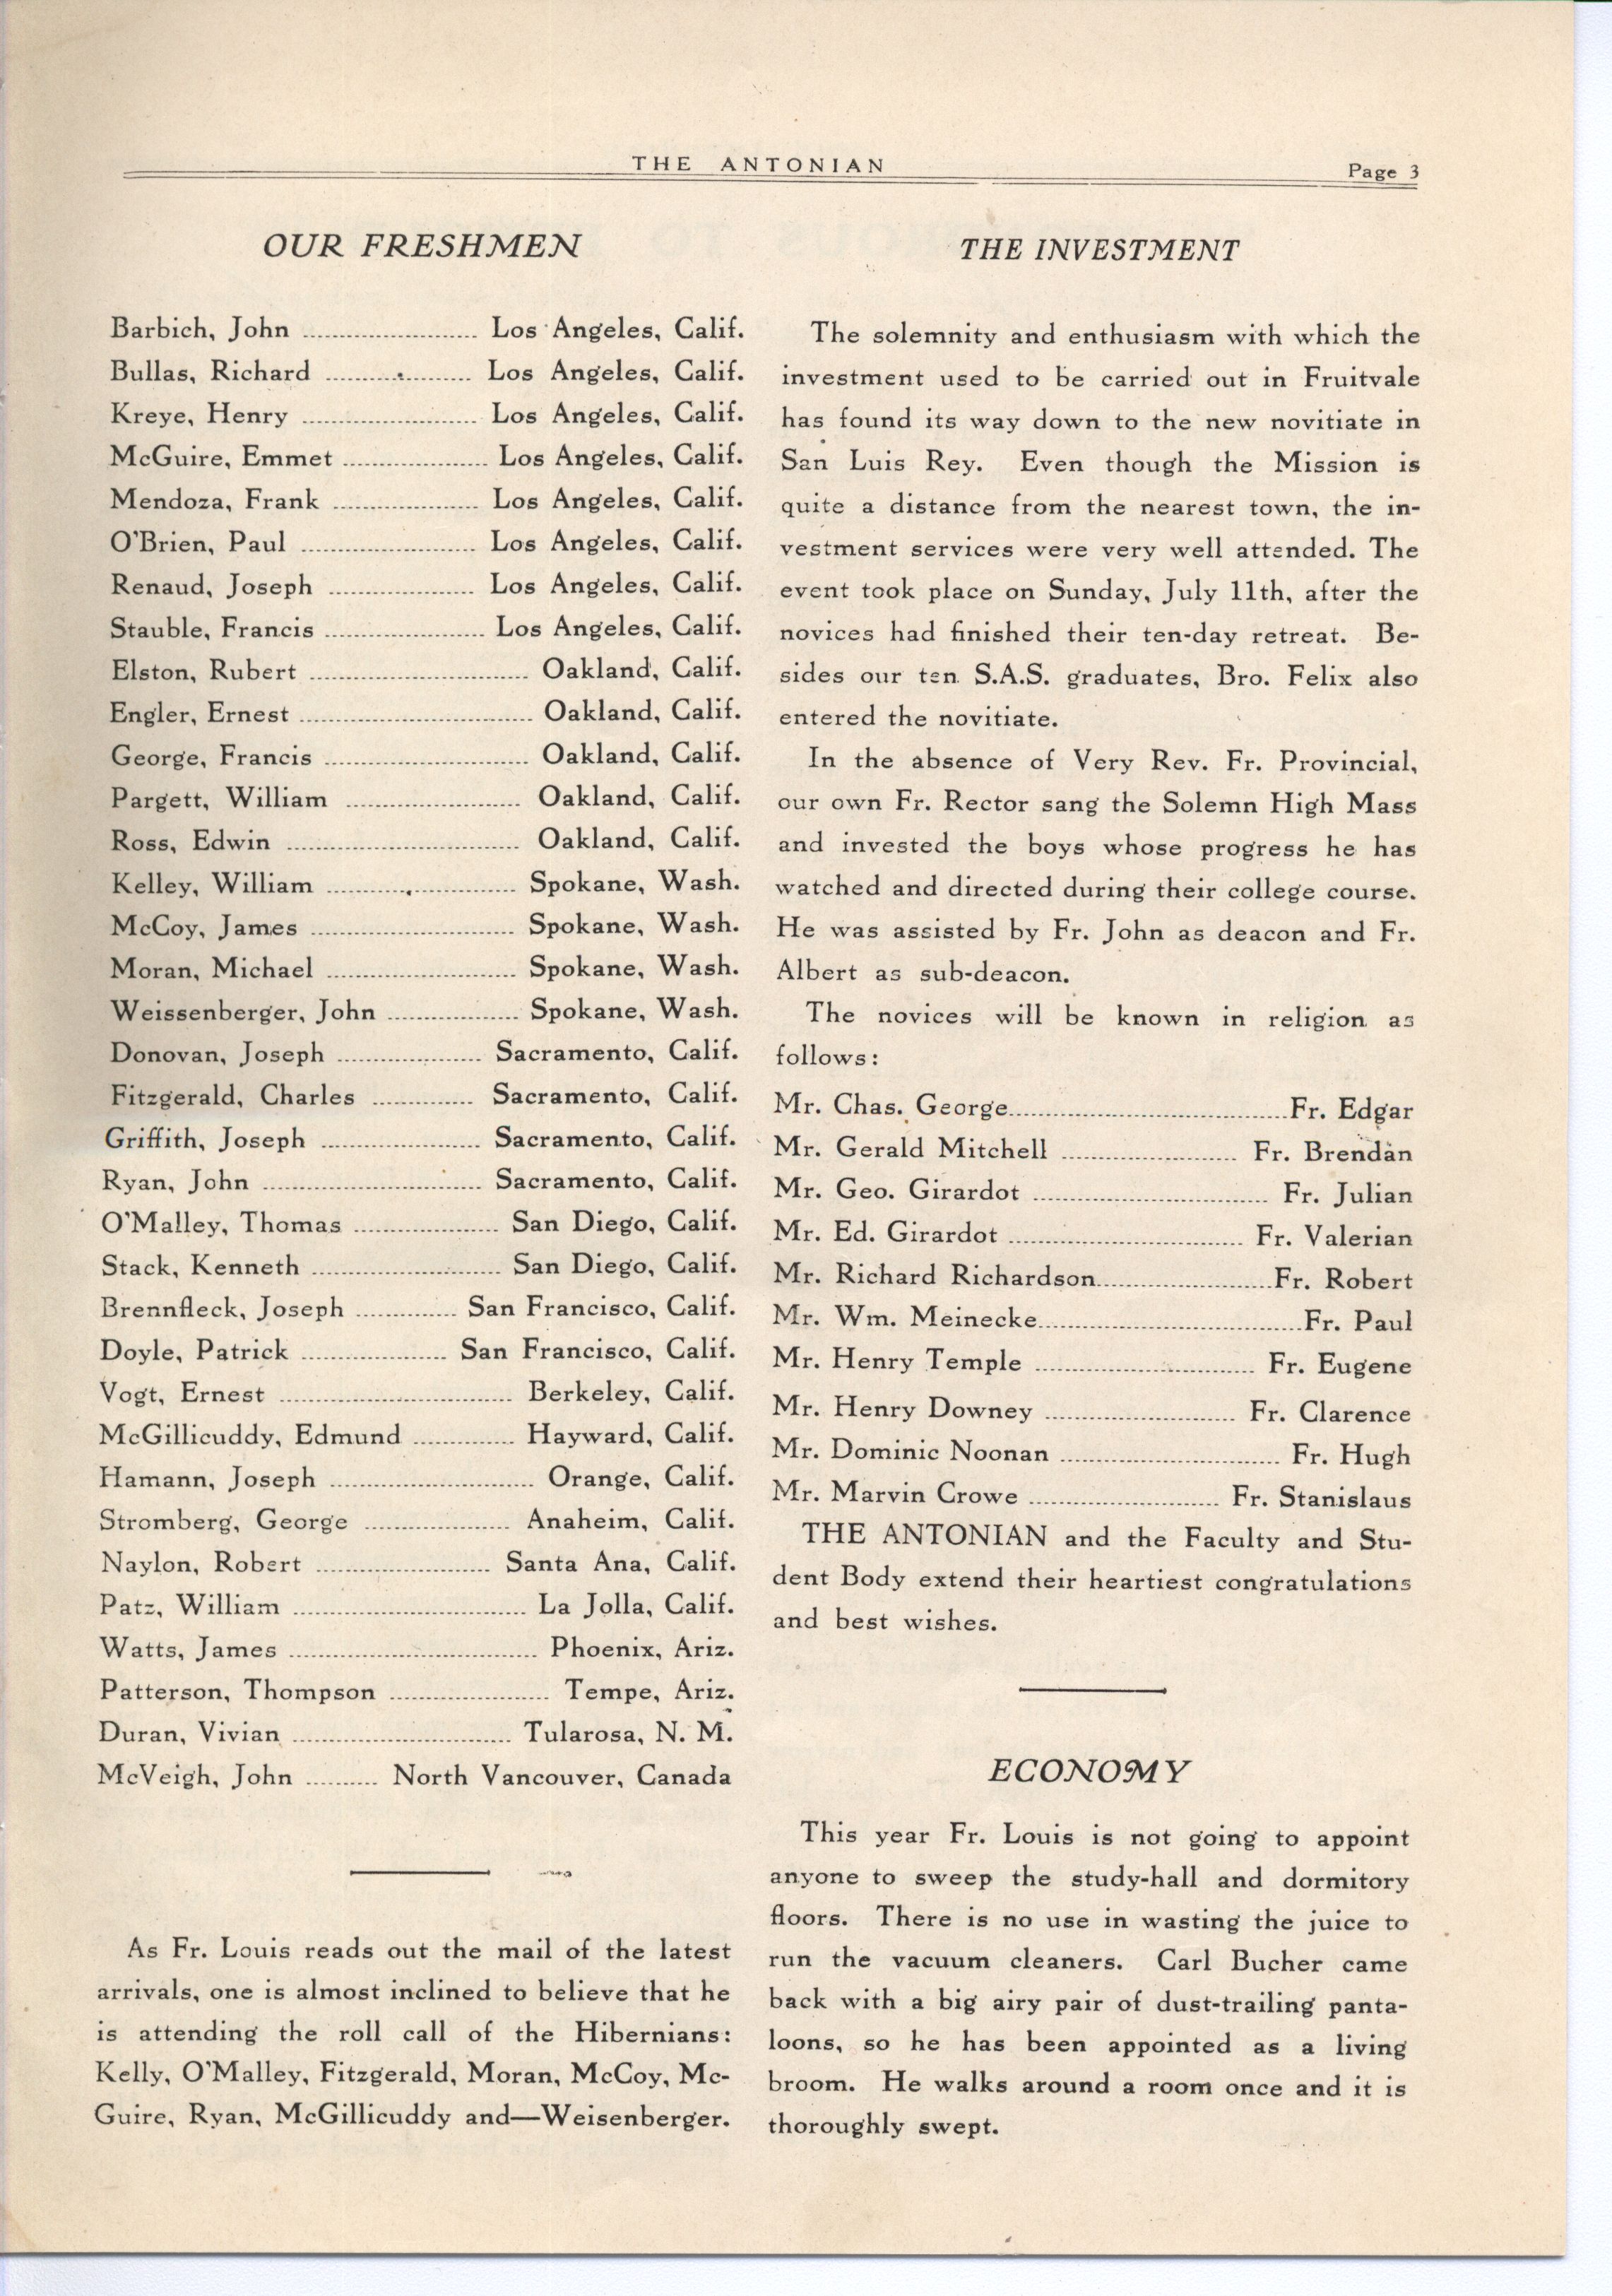 THE ANTONIAN
Page 3
OUR FRESHMEN
Barbich, John ........................ Los Angeles, Calif.
Bullas, Richard .................... Los Angeles, Calif.
Kreye, Henry ........................ Los Angeles, Calif.
McGuire, Emmet .................... Los Angeles, Calif.
Mendoza, Frank .................... Los Angeles, Calif.
O'Brien, Paul ........................ Los Angeles, Calif.
Renaud, Joseph .................... Los Angeles, Calif.
Stauble, Francis ...................... Los Angeles, Calif.
Elston, Rubert .............................. Oakland, Calif.
Engler, Ernest ................................ Oakland, Calif.
George, Francis ............................ Oakland, Calif.
Pargett, William ........................ Oakland, Calif.
Ross, Edwin ................................ Oakland, Calif.
Kelley, William .......................... Spokane, Wash.
McCoy, James ............................ Spokane, Wash.
Moran, Michael .......................... Spokane, Wash.
Weissenberger, John .................. Spokane, Wash.
Donovan, Joseph .................... Sacramento, Calif.
Fitzgerald, Charles .............. Sacramento, Calif.
Griffith, Joseph ...................... Sacramento, Calif.
Ryan, John .............................. Sacramento, Calif.
O'Malley, Thomas .................... San Diego, Calif.
Stack, Kenneth .......................... San Diego, Calif.
Brennfleck, Joseph .............. San Francisco, Calif.
Doyle, Patrick .................... San Francisco, Calif.
Vogt, Ernest ................................ Berkeley, Calif.
McGillicuddy, Edmund .............. Hayward, Calif.
Hamann, Joseph ............................ Orange, Calif.
Stromberg, George .................... Anaheim, Calif.
Naylon, Robert ........................ Santa Ana, Calif.
Patz, William ................................ La Jolla, Calif.
Watts, James .................................. Phoenix, Ariz.
Patterson, Thompson ...................... Tempe, Ariz.
Duran, Vivian .............................. Tularosa, N. M.
McVeigh, John .......... North Vancouver, Canada
As Fr. Louis reads out the mail of the latest
arrivals, one is almost inclined to believe that he
is attending the roll call of the Hibernians:
Kelly, O'Malley, Fitzgerald, Moran, McCoy, Mc-
Guire, Ryan, McGillicuddy and—Weisenberger.
THE INVESTMENT
The solemnity and enthusiasm with which the
investment used to be carried out in Fruitvale
has found its way down to the new novitiate in
San Luis Rey. Even though the Mission is
quite a distance from the nearest town, the in-
vestment services were very well attended. The
event took place on Sunday, July 11th, after the
novices had finished their ten-day retreat. Be-
sides our ten S.A.S. graduates, Bro. Felix also
entered the novitiate.
In the absence of Very Rev. Fr. Provincial,
our own Fr. Rector sang the Solemn High Mass
and invested the boys whose progress he has
watched and directed during their college course.
He was assisted by Fr. John as deacon and Fr.
Albert as sub-deacon.
The novices will be known in religion as
follows:
Mr. Chas. George......................................Fr. Edgar
Mr. Gerald Mitchell ........................ Fr. Brendan
Mr. Geo. Girardot ................................ Fr. Julian
Mr. Ed. Girardot ................................ Fr. Valerian
Mr. Richard Richardson........................Fr. Robert
Mr. Wm. Meinecke....................................Fr. Paul
Mr. Henry Temple .............................. Fr. Eugene
Mr. Henry Downey .......................... Fr. Clarence
Mr. Dominic Noonan .............................. Fr. Hugh
Mr. Marvin Crowe .......................... Fr. Stanislaus
THE ANTONIAN and the Faculty and Stu-
dent Body extend their heartiest congratulations
and best wishes.
ECONOMY
This year Fr. Louis is not going to appoint
anyone to sweep the study-hall and dormitory
floors. There is no use in wasting the juice to
run the vacuum cleaners. Carl Bucher came
back with a big airy pair of dust-trailing panta-
loons, so he has been appointed as a living
broom. He walks around a room once and it is
thoroughly swept.